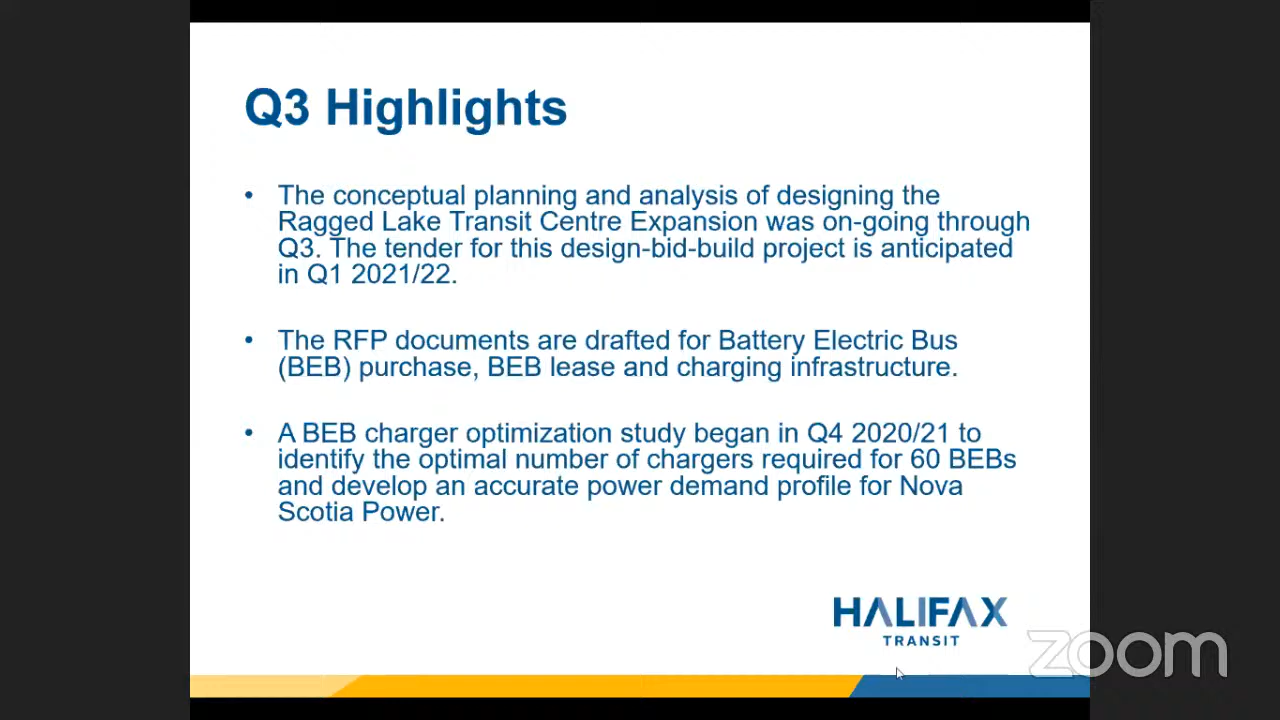 Q3 Highlights
• The conceptual planning and analysis of designing the
Ragged Lake Transit Centre Expansion was on-going through
Q3. The tender for this design-bid-build project is anticipated
in Q1 2021/22.
• The RFP documents are drafted for Battery Electric Bus
(BEB) purchase, BEB lease and charging infrastructure.
• A BEB charger optimization study began in Q4 2020/21 to
identify the optimal number of chargers required for 60 BEBs
and develop an accurate power demand profile for Nova
Scotia Power.
HALIFAX
TRANSIT
zoom